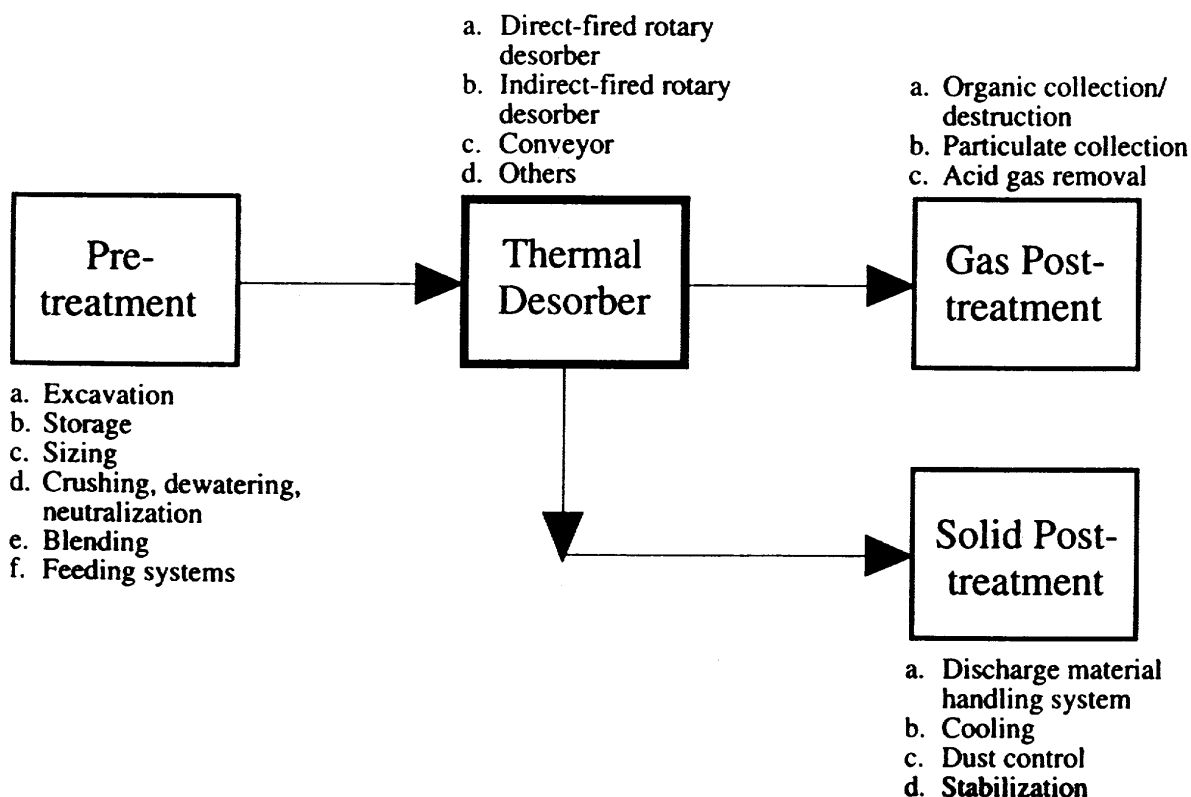 a. Direct-fired rotary
desorber
b. Indirect-fired rotary
desorber
c. Conveyor
d. Others
a. Organic collection/
destruction
b. Particulate collection
c. Acid gas removal
Pre-
treatment
Thermal
Desorber
Gas Post-
treatment
a. Excavation
b. Storage
c. Sizing
d. Crushing, dewatering,
neutralization
e. Blending
f. Feeding systems
Solid Post-
treatment
a. Discharge material
handling system
b. Cooling
c. Dust control
d. Stabilization